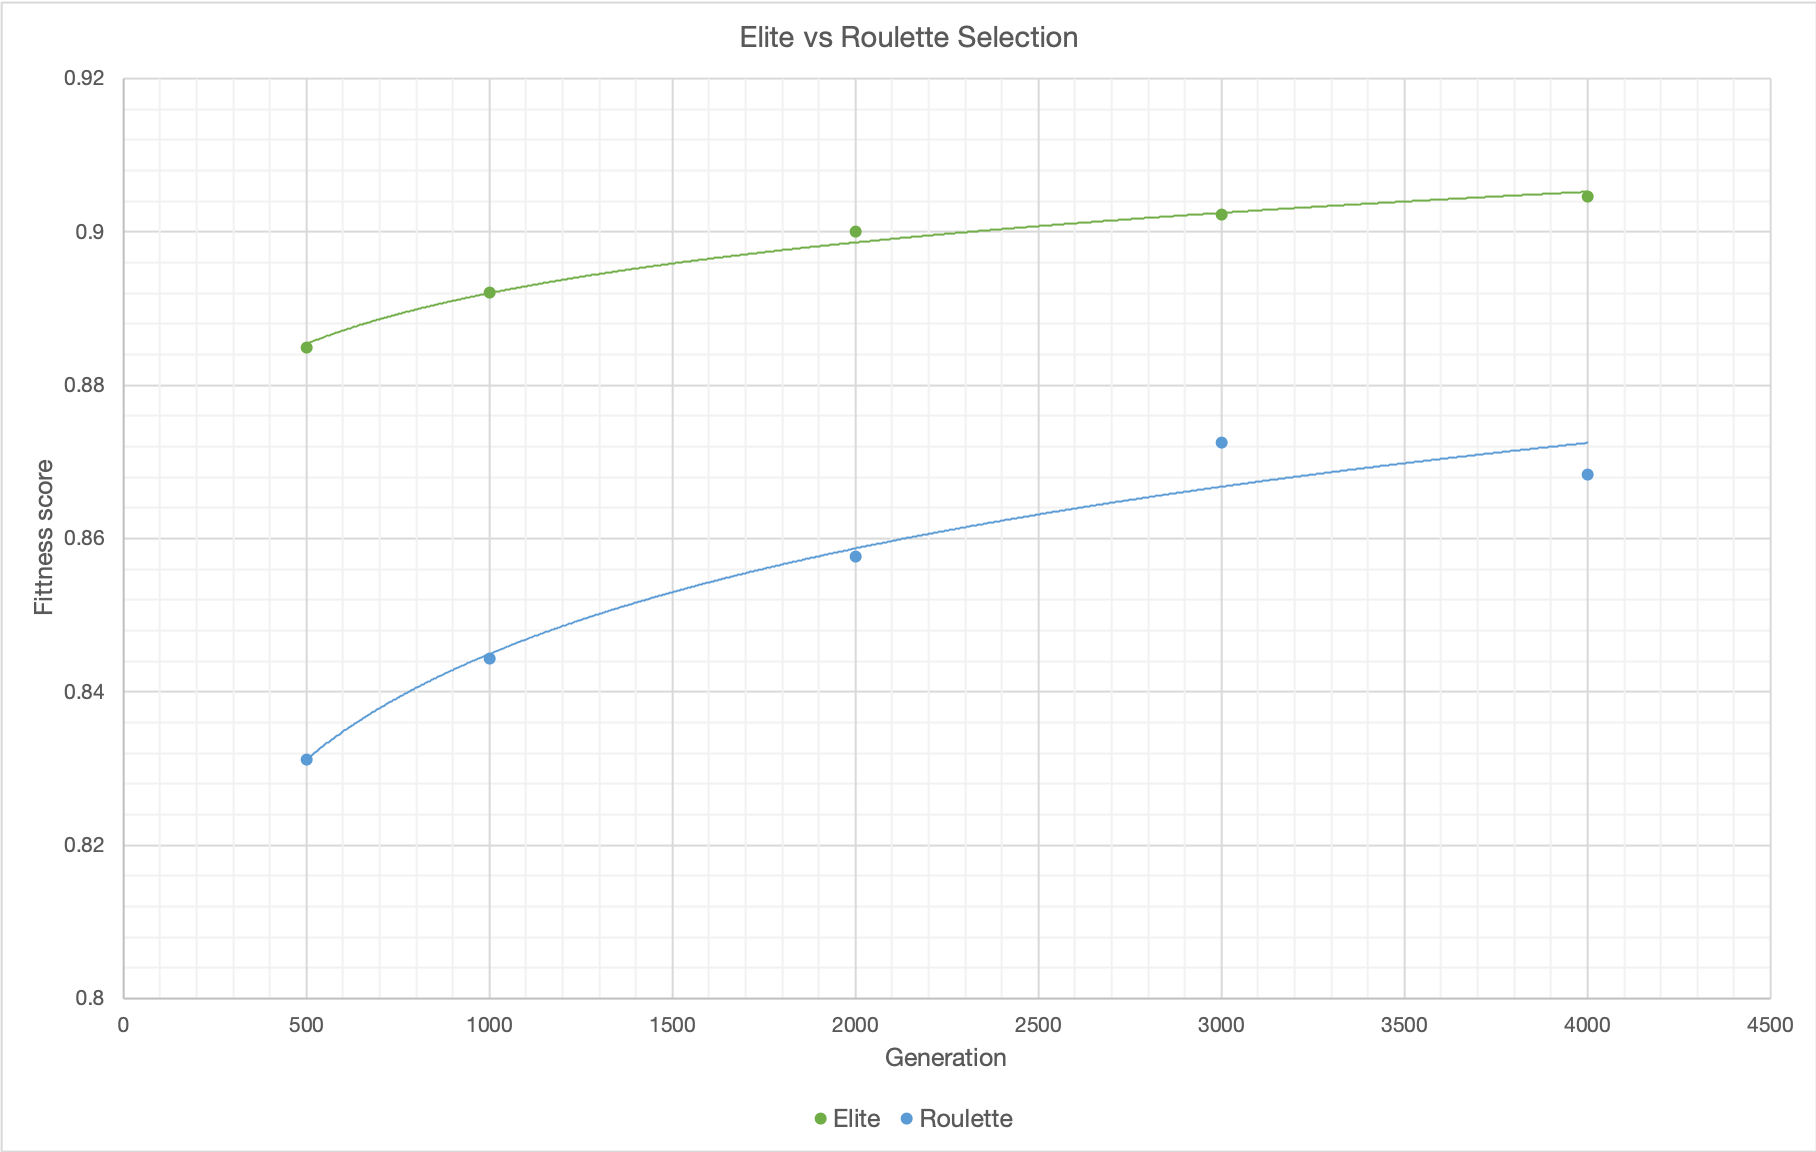 Elite vs Roulette Selection
0.92
0.9
0.88
0.86
0.84
0.82
0.8
Fittness score
0 500 1000 1500 2000 2500 3000 3500 4000 4500
Generation
Elite Roulette